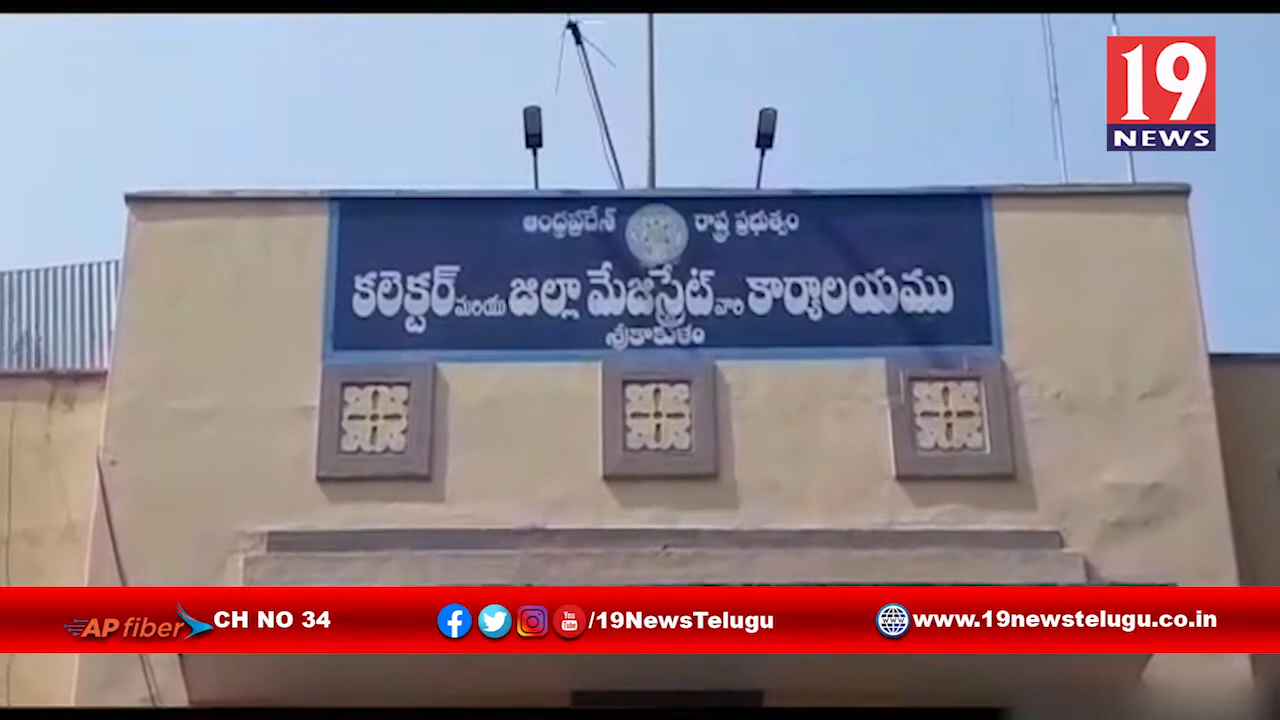 19
NEWS
ఆంధ్రప్రదేశ్ రాష్ట్ర ప్రభుత్వం
కలెక్టర్ మరియు జిల్లా మేజిస్ట్రేట్ వారి కార్యాలయము
శ్రీకాకుళం
AP fiber CH NO 34 /19NewsTelugu www.19newstelugu.co.in